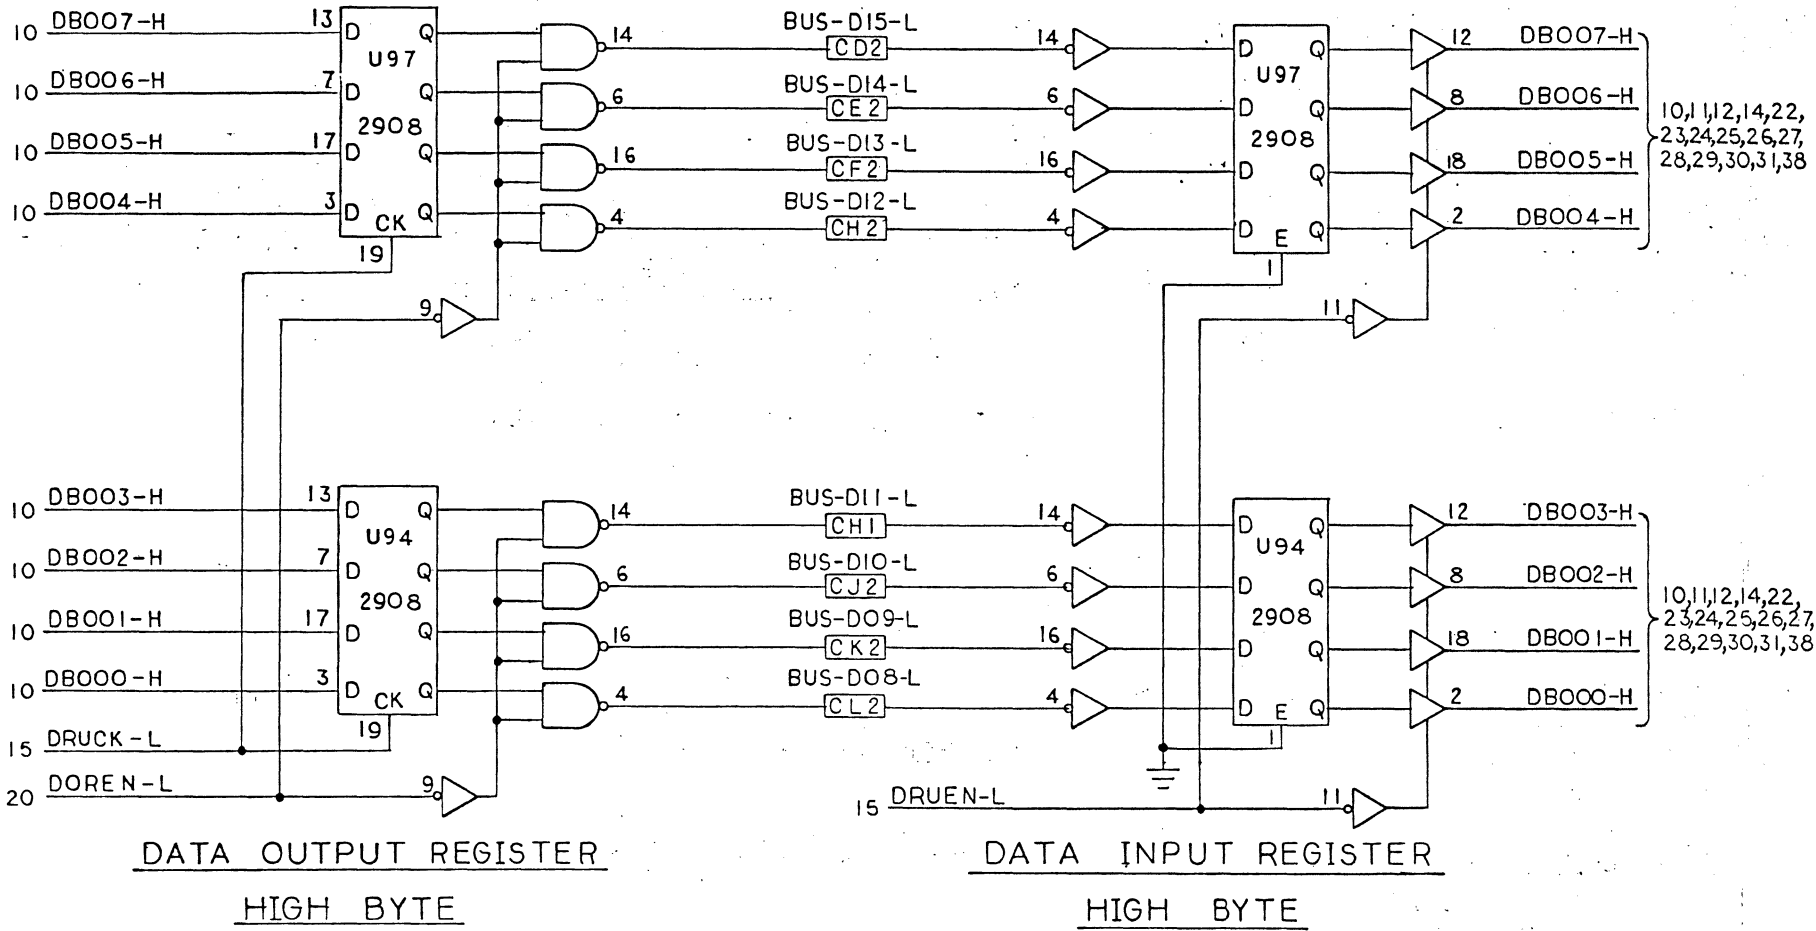 10 DB007-H 13 D Q 14 BUS-D15-L CD2 14 D Q 12 DB007-H
U97 U97
10 DB006-H 7 D Q 6 BUS-D14-L CE2 6 D Q 8 DB006-H
2908 2908
10 DB005-H 17 D Q 16 BUS-D13-L CF2 16 D Q 18 DB005-H
10 DB004-H 3 D Q 4 BUS-D12-L CH2 4 D Q 2 DB004-H
CK E
19 1
10,11,12,14,22,
23,24,25,26,27,
28,29,30,31,38
9 11
10 DB003-H 13 D Q 14 BUS-D11-L CH1 14 D Q 12 DB003-H
U94 U94
10 DB002-H 7 D Q 6 BUS-D10-L CJ2 6 D Q 8 DB002-H
2908 2908
10 DB001-H 17 D Q 16 BUS-D09-L CK2 16 D Q 18 DB001-H
10 DB000-H 3 D Q 4 BUS-D08-L CL2 4 D Q 2 DB000-H
CK E
19 1
10,11,12,14,22,
23,24,25,26,27,
28,29,30,31,38
15 DRUCK-L
20 DOREN-L 9
15 DRUEN-L 11
DATA OUTPUT REGISTER
HIGH BYTE
DATA INPUT REGISTER
HIGH BYTE